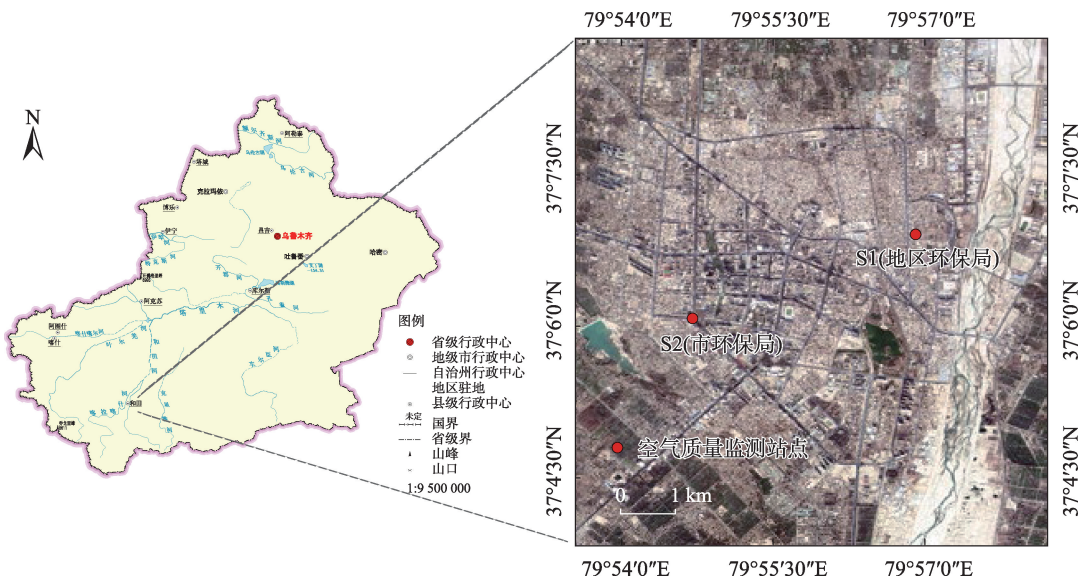 N
阿勒泰
塔城
克拉玛依
博乐
伊宁
昌吉
乌鲁木齐
吐鲁番
哈密
库尔勒
阿克苏
塔里木河
阿图什
喀什
和田
图例
省级行政中心
地级市行政中心
自治州行政中心
地区驻地
县级行政中心
未定
国界
省级界
山峰
山口
1:9 500 000
79°54′0″E
79°55′30″E
79°57′0″E
37°7′30″N
37°7′30″N
S1(地区环保局)
37°6′0″N
37°6′0″N
S2(市环保局)
空气质量监测站点
37°4′30″N
37°4′30″N
0
1 km
79°54′0″E
79°55′30″E
79°57′0″E